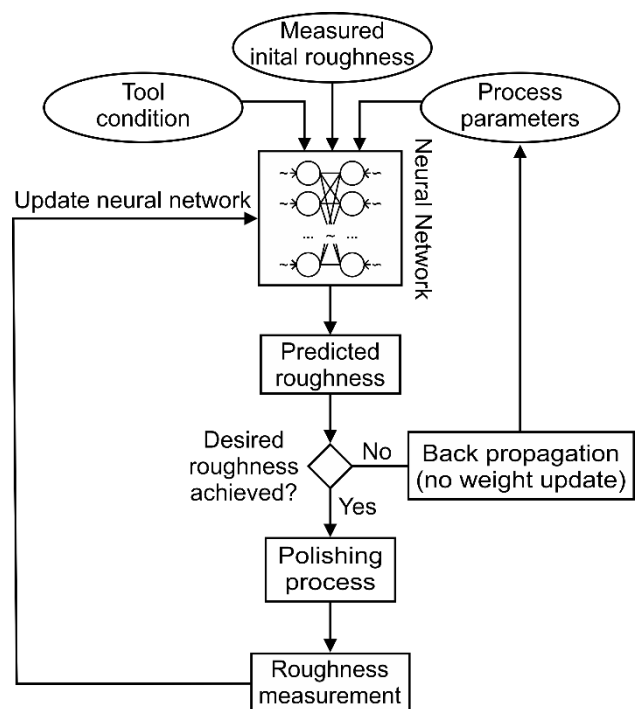 Measured
inital roughness
Tool
condition
Process
parameters
Neural Network
Update neural network
~ ~
~ ~
... ~ ...
~ ~
Predicted
roughness
Desired
roughness
achieved?
No
Back propagation
(no weight update)
Yes
Polishing
process
Roughness
measurement